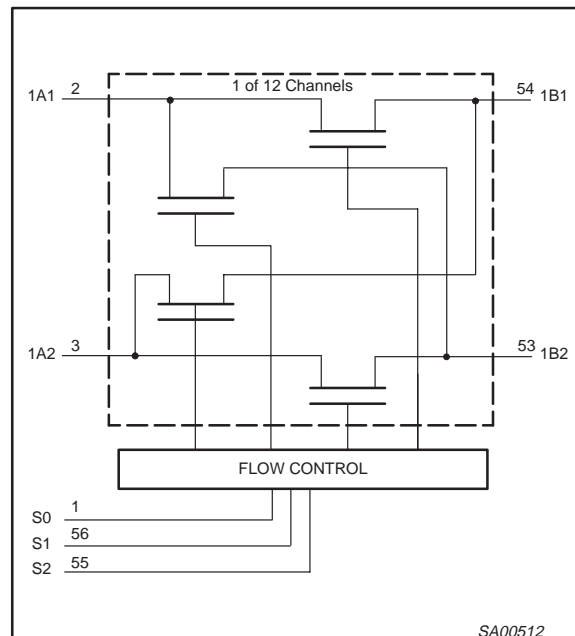 1 of 12 Channels
1A1 2 54 1B1
1A2 3 53 1B2
FLOW CONTROL
S0 1
S1 56
S2 55
SA00512